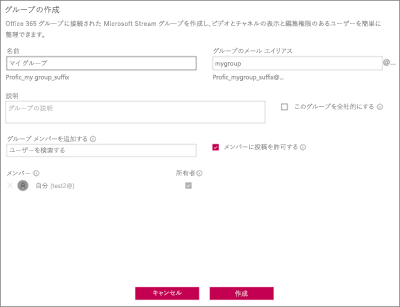 グループの作成
Office 365 グループに接続された Microsoft Stream グループを作成し、ビデオとチャネルの表示と編集権限のあるユーザーを簡単に
整理できます。
名前
グループのメール エイリアス
マイグループ
mygroup
@...
Profic_my group_suffix
Profic_mygroup_suffix@...
説明
グループの説明
このグループを全社的にする
グループ メンバーを追加する
ユーザーを検索する
メンバーに投稿を許可する
メンバー
所有者
自分 (test2@)
キャンセル
作成